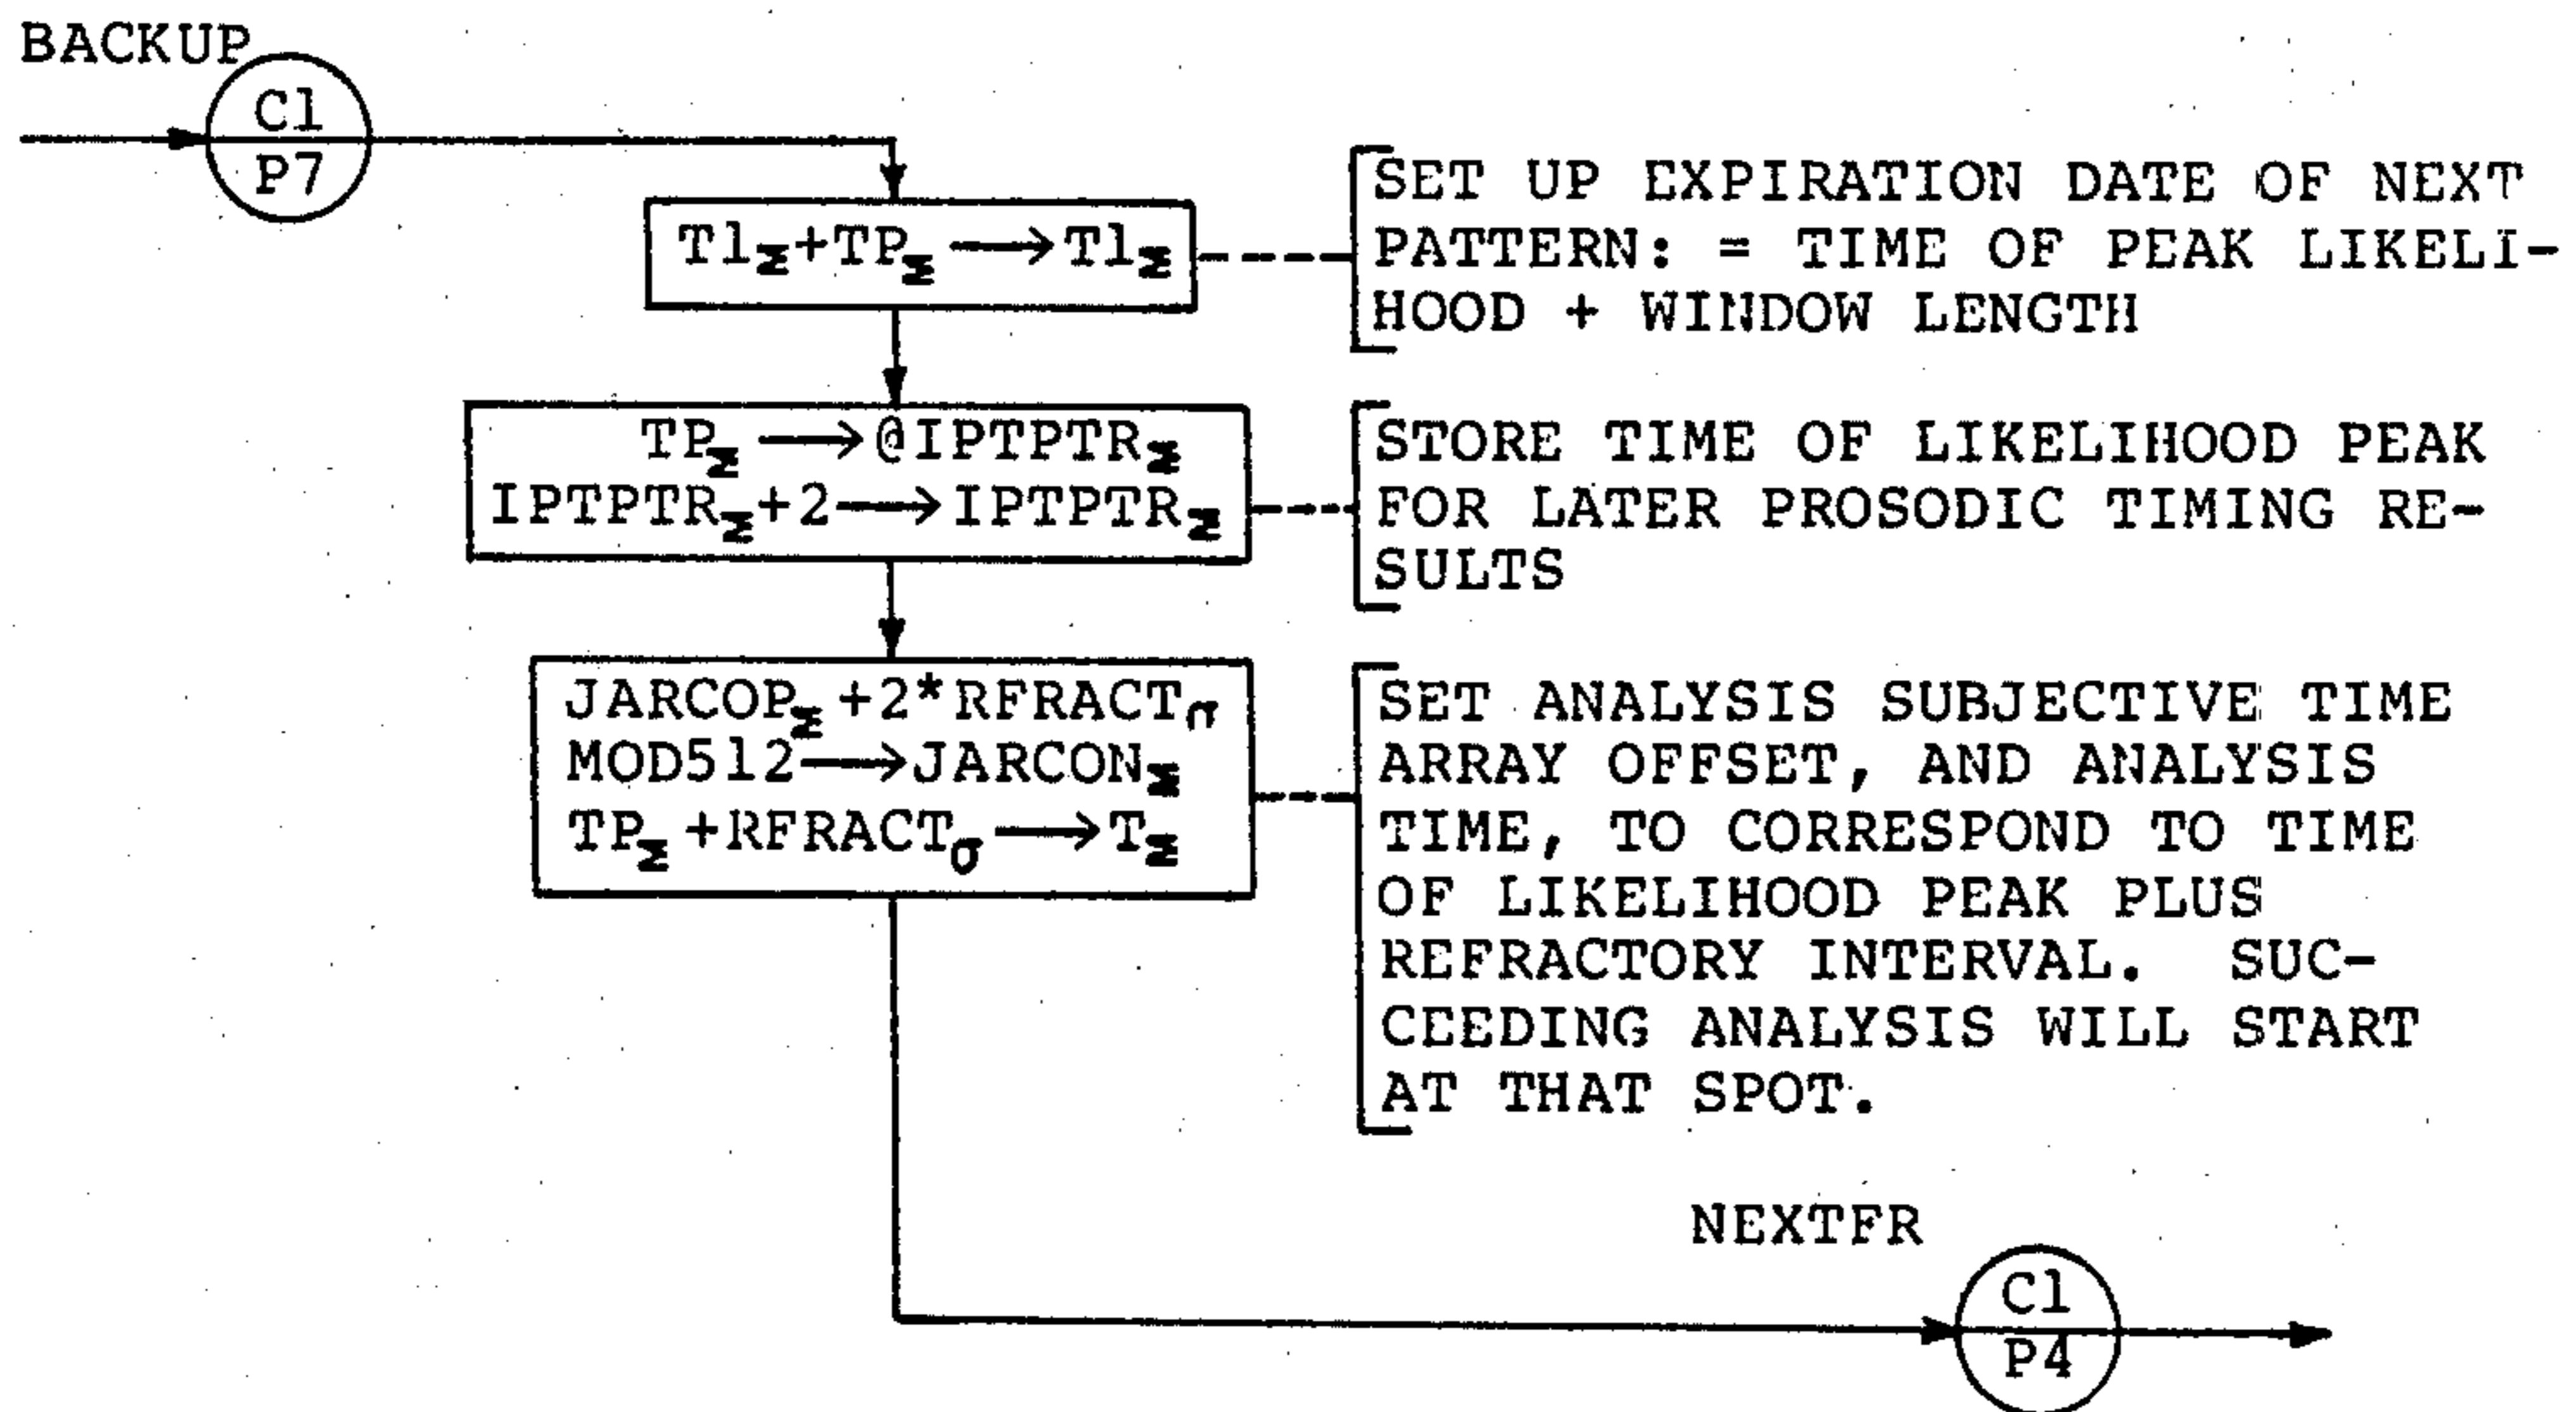 BACKUP
C1
P7
T1Σ+TPΣ⟶T1Σ
SET UP EXPIRATION DATE OF NEXT
PATTERN: = TIME OF PEAK LIKELI-
HOOD + WINDOW LENGTH
TPΣ⟶@IPTPTRΣ
IPTPTRΣ+2⟶IPTPTRΣ
STORE TIME OF LIKELIHOOD PEAK
FOR LATER PROSODIC TIMING RE-
SULTS
JARCOPΣ+2*RFRACTσ
MOD512⟶JARCONΣ
TPΣ+RFRACTσ⟶TΣ
SET ANALYSIS SUBJECTIVE TIME
ARRAY OFFSET, AND ANALYSIS
TIME, TO CORRESPOND TO TIME
OF LIKELIHOOD PEAK PLUS
REFRACTORY INTERVAL. SUC-
CEEDING ANALYSIS WILL START
AT THAT SPOT.
NEXTFR
C1
P4